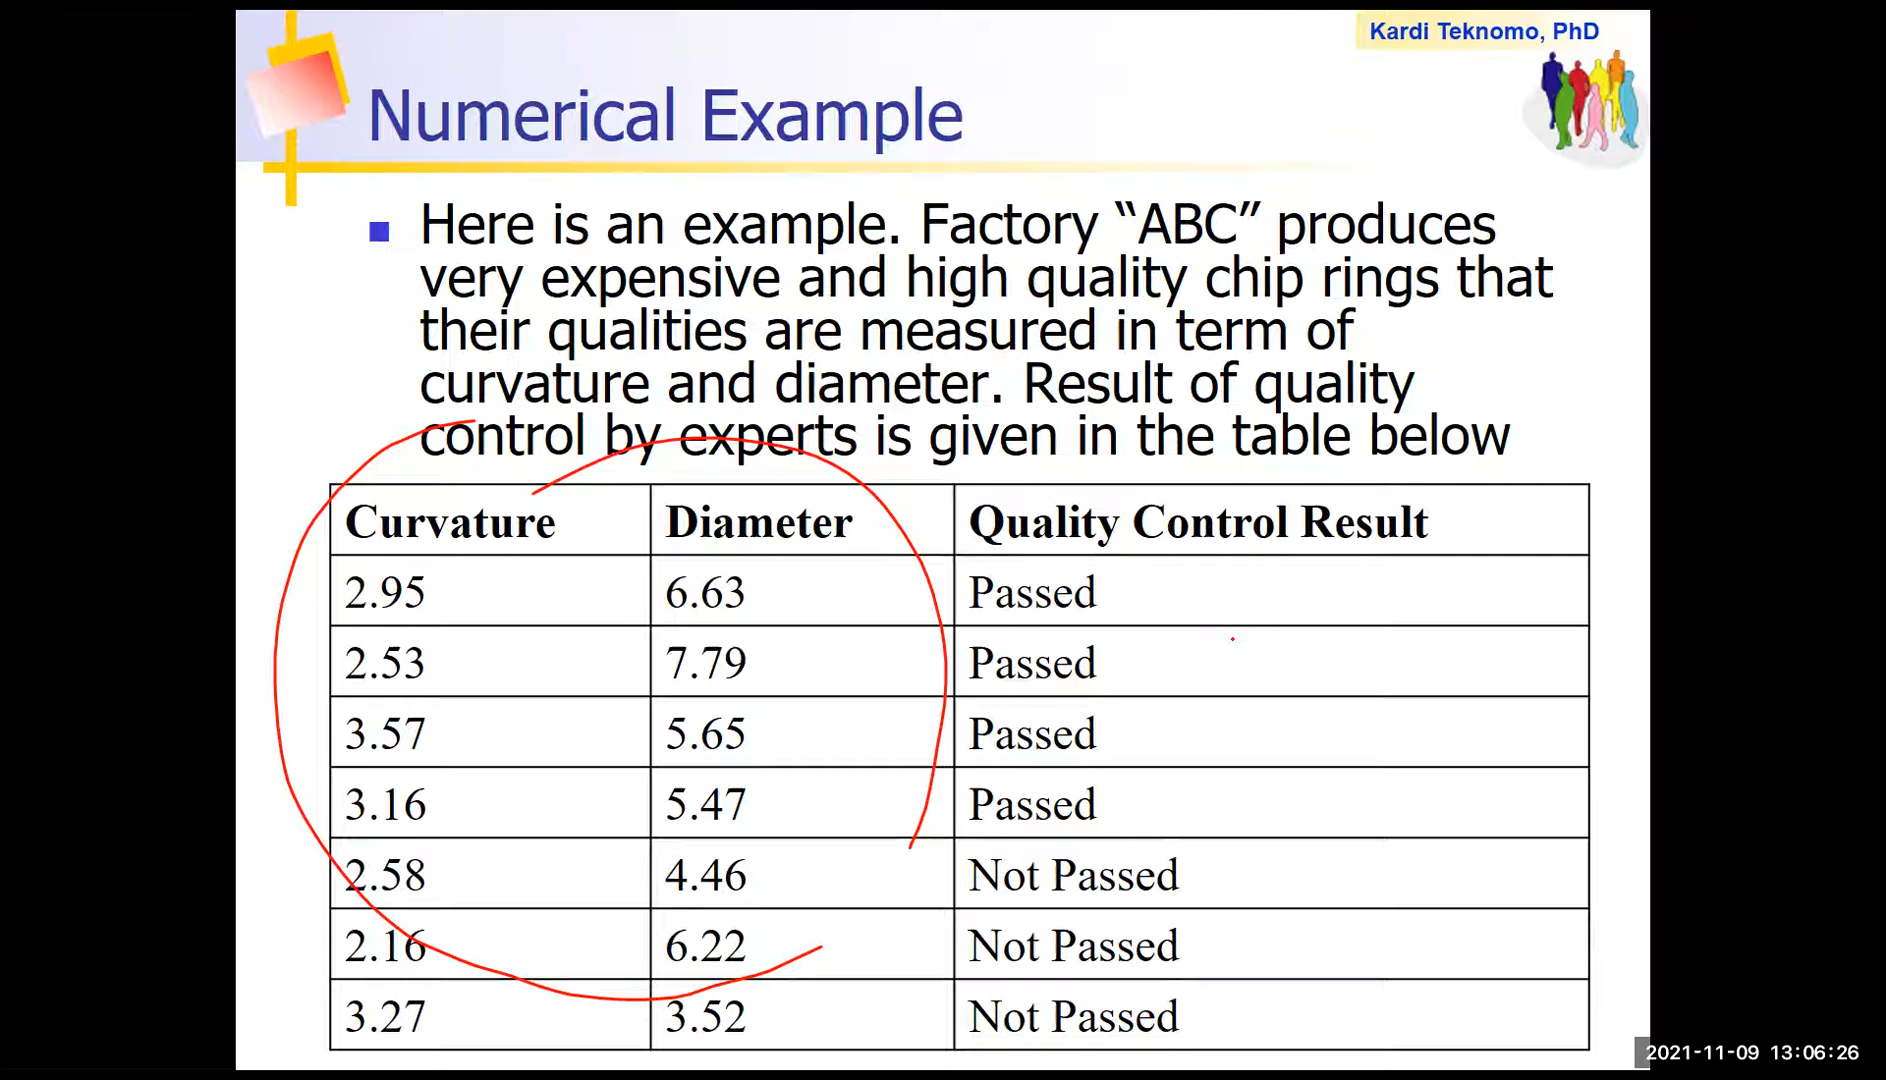 Kardi Teknomo, PhD
Numerical Example
Here is an example. Factory “ABC” produces
very expensive and high quality chip rings that
their qualities are measured in term of
curvature and diameter. Result of quality
control by experts is given in the table below
Curvature Diameter Quality Control Result
2.95 6.63 Passed
2.53 7.79 Passed
3.57 5.65 Passed
3.16 5.47 Passed
2.58 4.46 Not Passed
2.16 6.22 Not Passed
3.27 3.52 Not Passed
2021-11-09 13:06:26